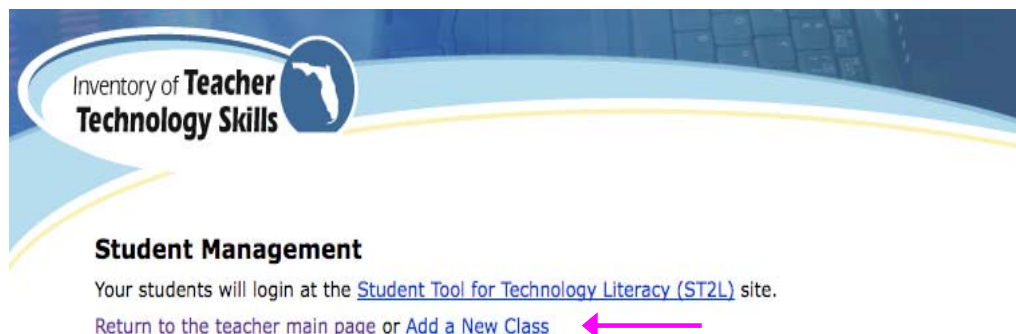 Inventory of Teacher
Technology Skills
Student Management
Your students will login at the Student Tool for Technology Literacy (ST2L) site.
Return to the teacher main page or Add a New Class